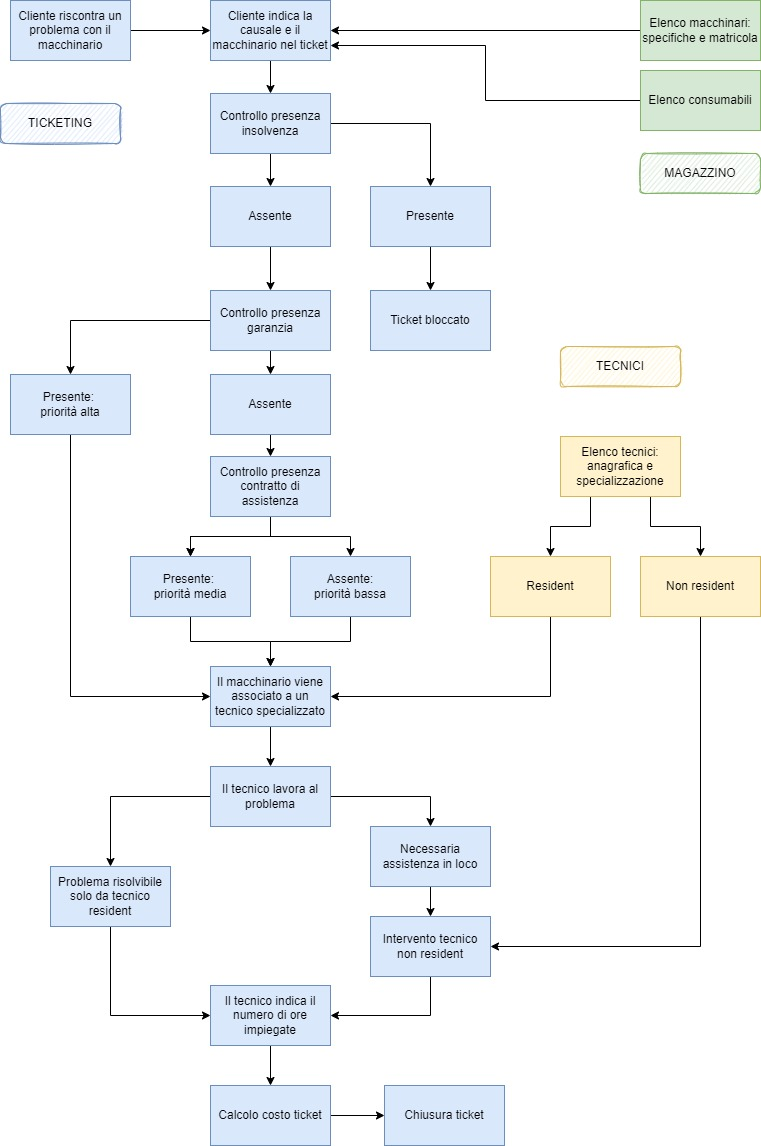 Cliente riscontra un
problema con il
macchinario
Cliente indica la
causale e il
macchinario nel ticket
Elenco macchinari:
specifiche e matricola
Elenco consumabili
TICKETING
Controllo presenza
insolvenza
MAGAZZINO
Assente
Presente
Controllo presenza
garanzia
Ticket bloccato
TECNICI
Presente:
priorità alta
Assente
Elenco tecnici:
anagrafica e
specializzazione
Controllo presenza
contratto di
assistenza
Presente:
priorità media
Assente:
priorità bassa
Resident
Non resident
Il macchinario viene
associato a un
tecnico specializzato
Il tecnico lavora al
problema
Necessaria
assistenza in loco
Problema risolvibile
solo da tecnico
resident
Intervento tecnico
non resident
Il tecnico indica il
numero di ore
impiegate
Calcolo costo ticket
Chiusura ticket